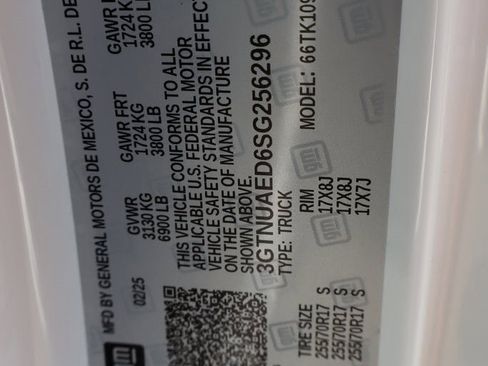 MFD BY GENERAL MOTORS DE MEXICO, S. DE R.L. DE
02/25
GVWR
3130 KG
6900 LB
GAWR FRT
1724 KG
3800 LB
GAWR
1724 K
3800 L
THIS VEHICLE CONFORMS TO ALL
APPLICABLE U.S. FEDERAL MOTOR
VEHICLE SAFETY STANDARDS IN EFFECT
ON THE DATE OF MANUFACTURE
SHOWN ABOVE.
3GTNUAED6SG256296
TYPE: TRUCK
MODEL: 66TK109
TIRE SIZE
255/70R17 S
255/70R17 S
255/70R17 S
RIM
17X8J
17X8J
17X7J
gm